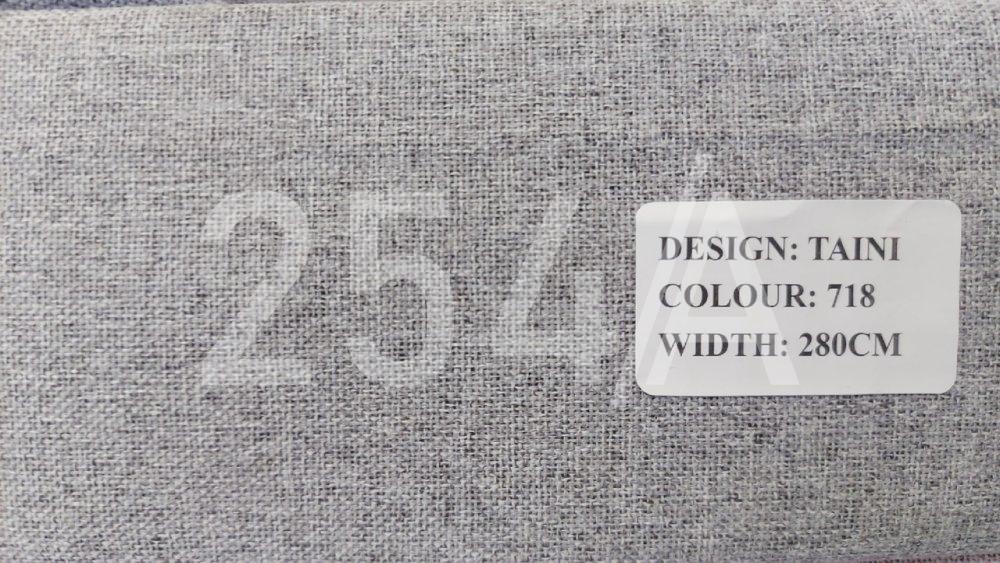 254/A
DESIGN: TAINI
COLOUR: 718
WIDTH: 280CM